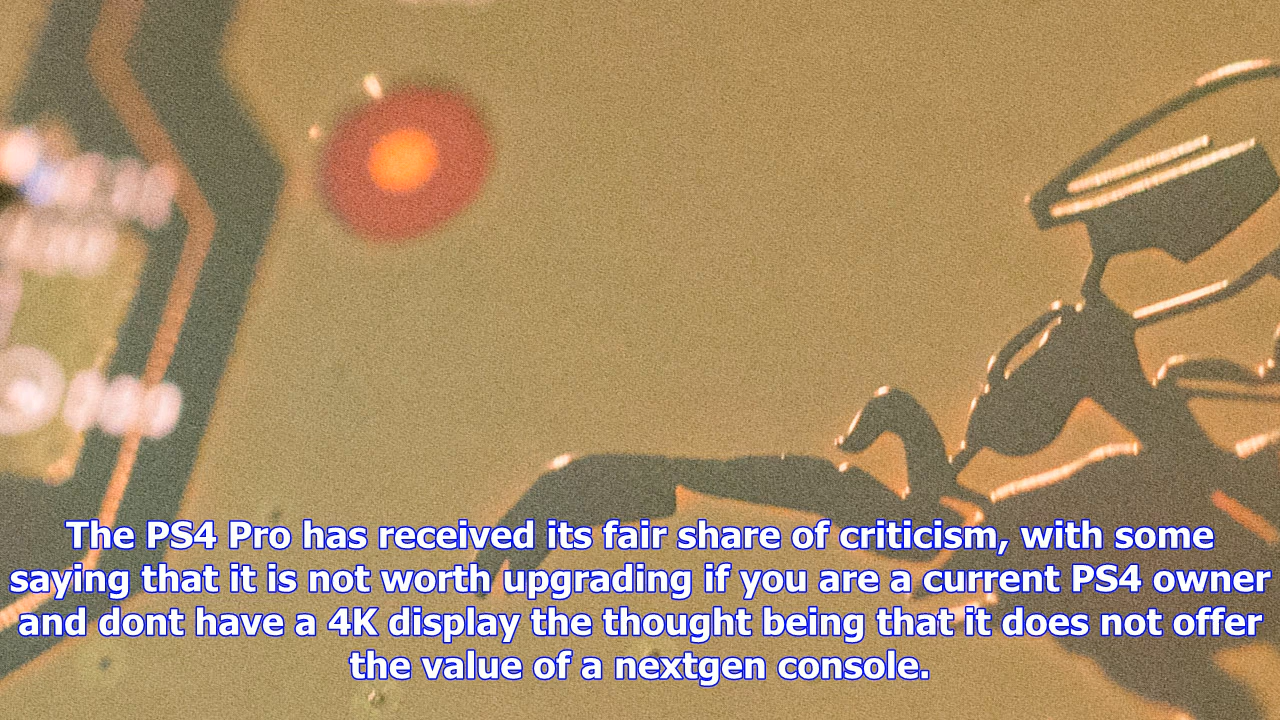 The PS4 Pro has received its fair share of criticism, with some
saying that it is not worth upgrading if you are a current PS4 owner
and dont have a 4K display the thought being that it does not offer
the value of a nextgen console.